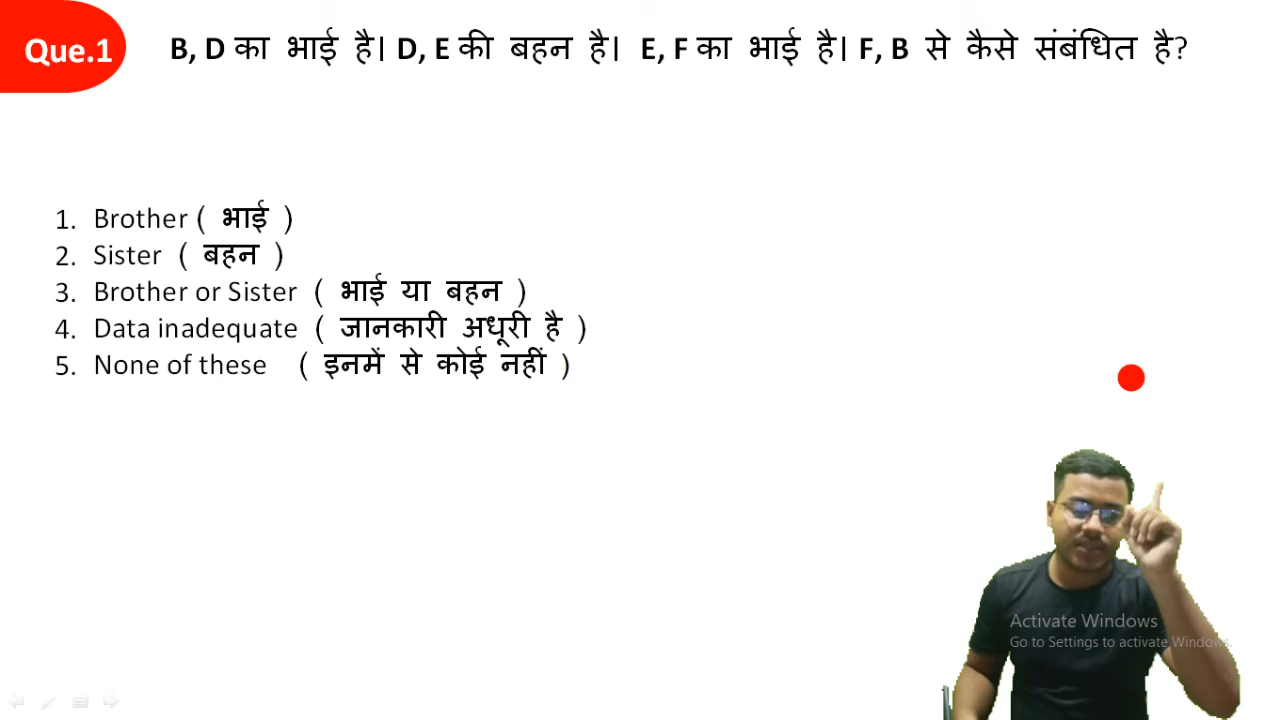 Que.1
B, D का भाई है। D, E की बहन है। E, F का भाई है। F, B से कैसे संबंधित है?
1. Brother ( भाई )
2. Sister ( बहन )
3. Brother or Sister ( भाई या बहन )
4. Data inadequate ( जानकारी अधूरी है )
5. None of these ( इनमें से कोई नहीं )
Activate Windows
Go to Settings to activate Windows.